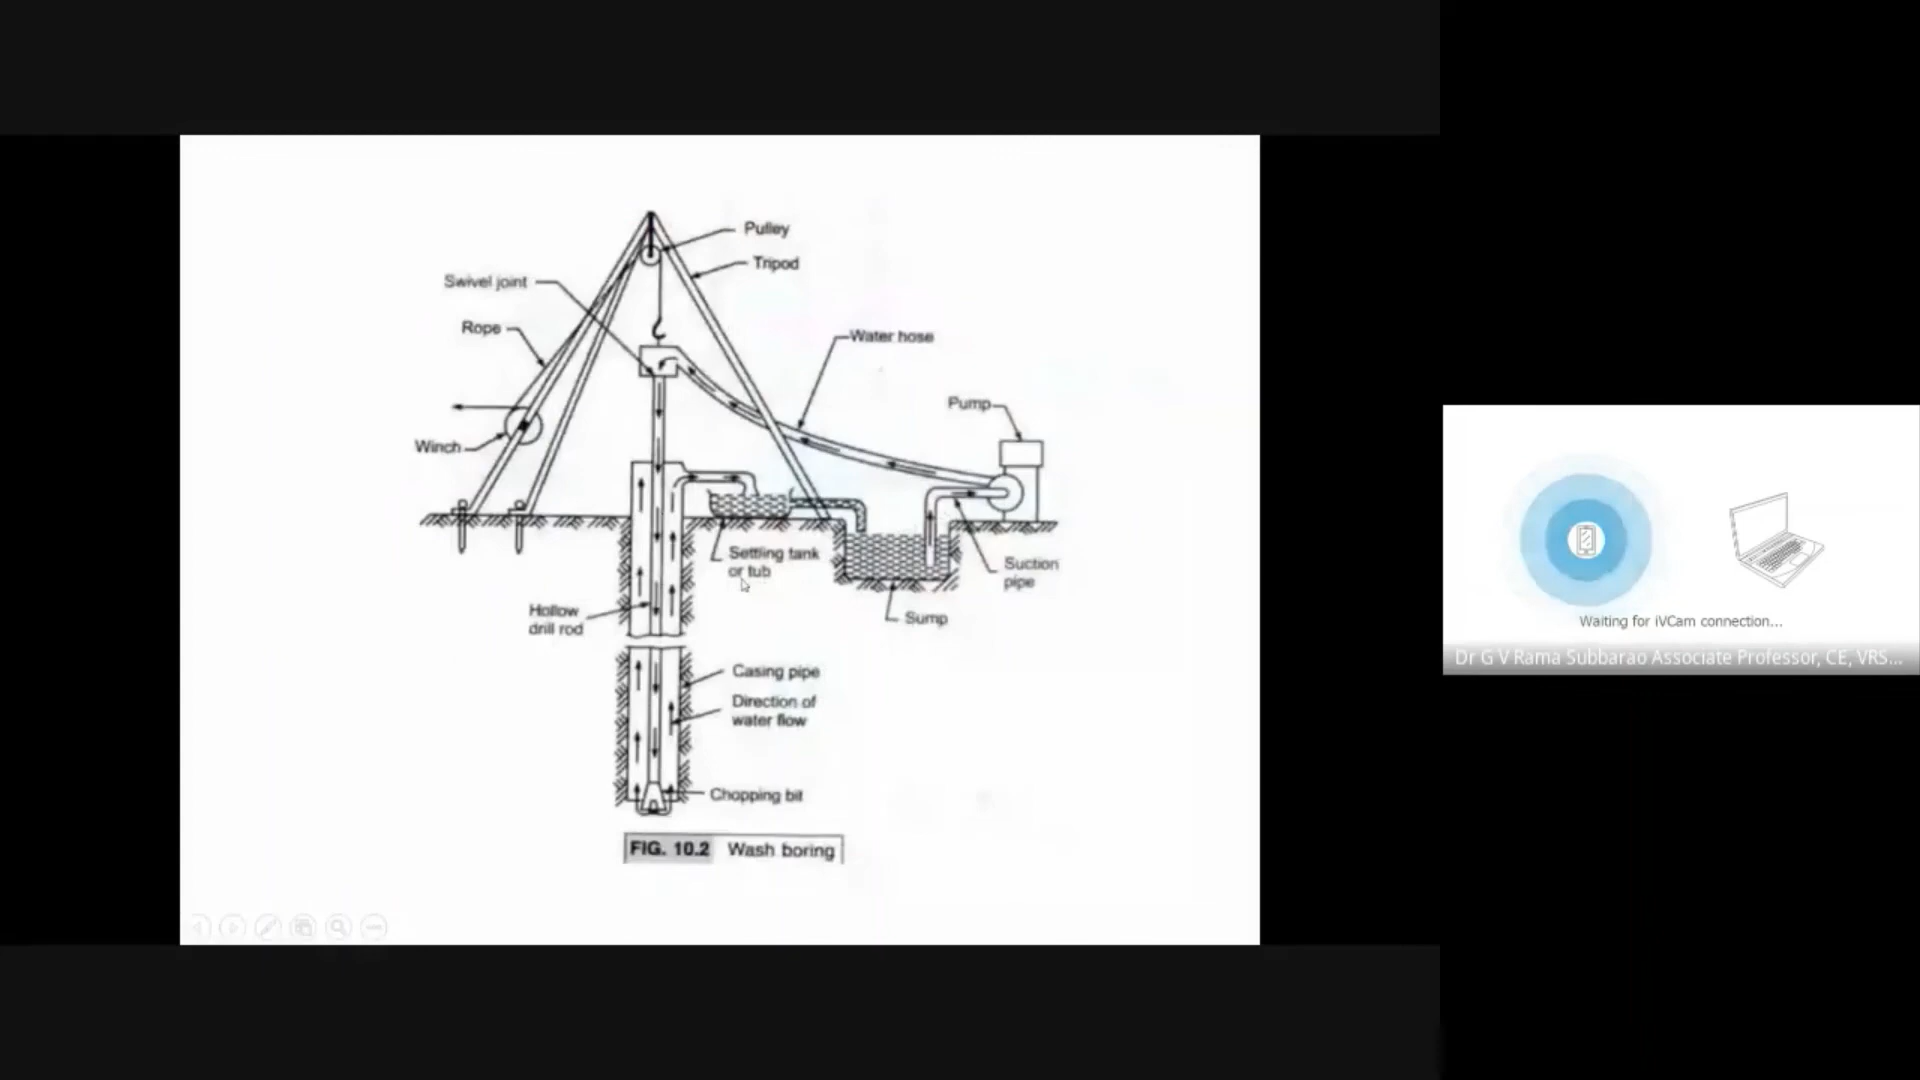 Pulley
Tripod
Swivel joint
Rope
Water hose
Pump
Winch
Settling tank
or tub
Suction
pipe
Hollow
drill rod
Sump
Casing pipe
Direction of
water flow
Chopping bit
FIG. 10.2 Wash boring
Waiting for iVCam connection...
Dr G V Rama Subbarao Associate Professor, CE, VRS...